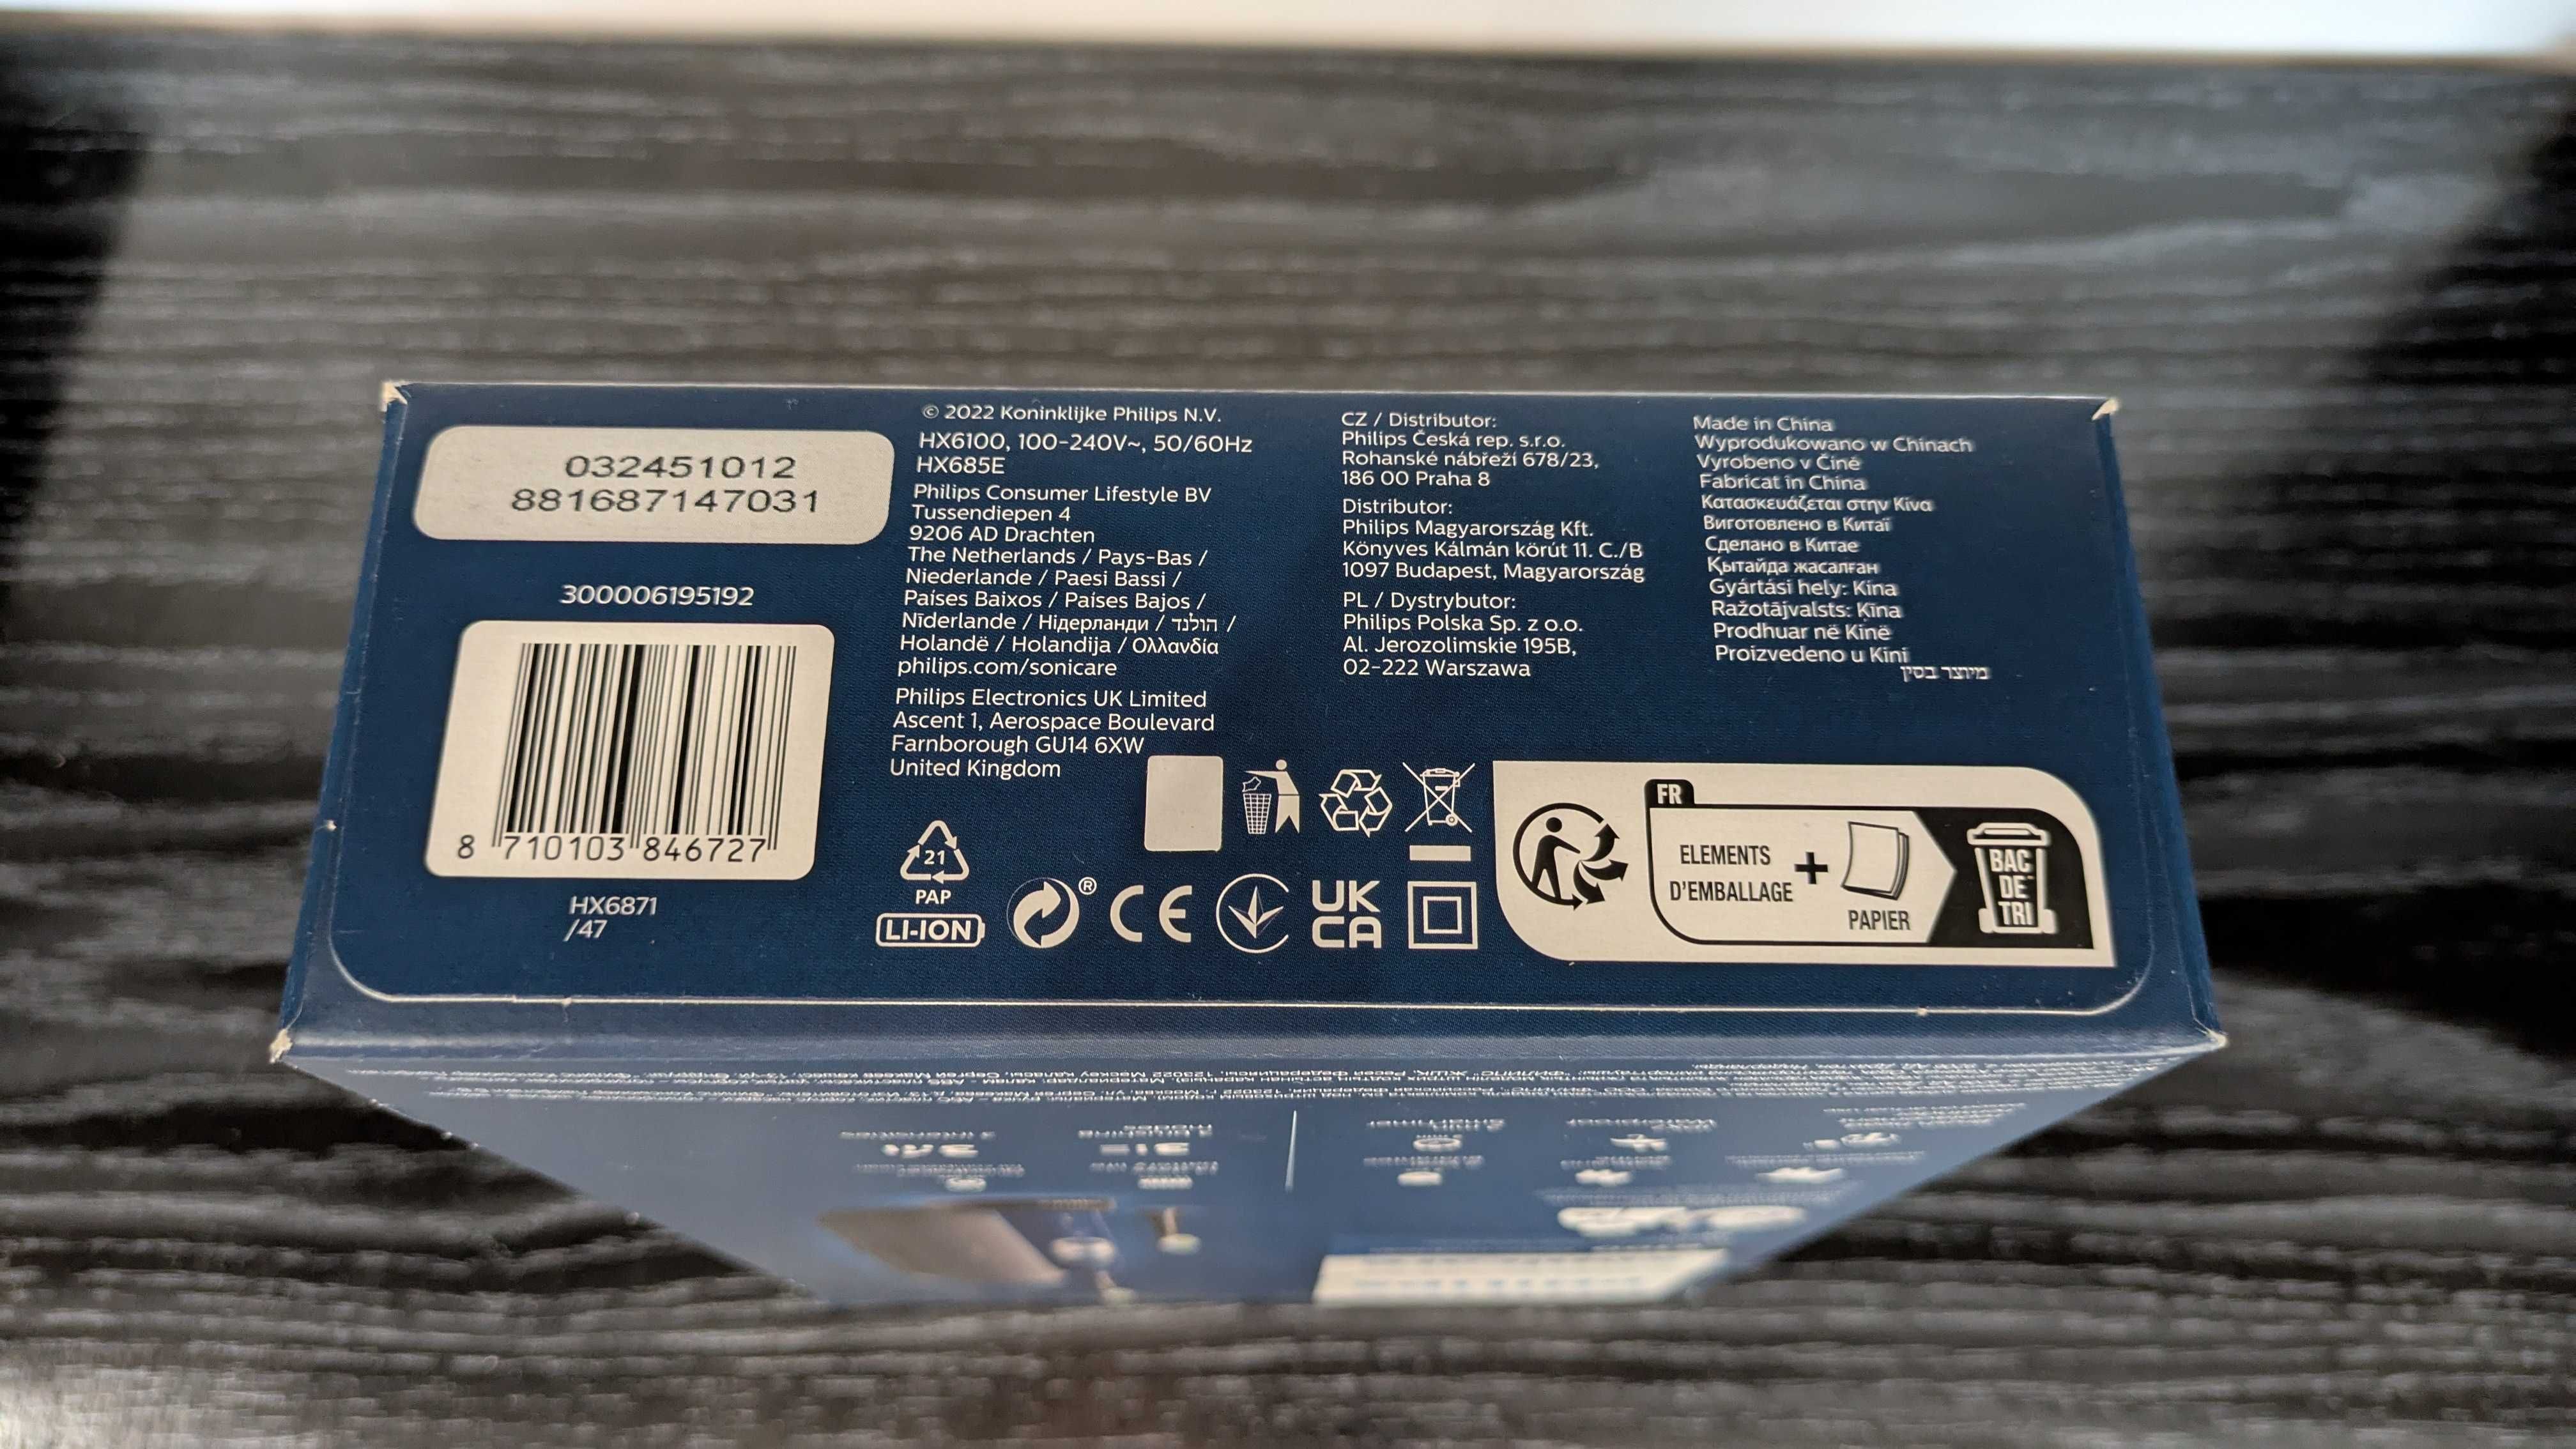 032451012
881687147031
300006195192
8 710103 846727
HX6871
/47
© 2022 Koninklijke Philips N.V.
HX6100, 100-240V~, 50/60Hz
HX685E
Philips Consumer Lifestyle BV
Tussendiepen 4
9206 AD Drachten
The Netherlands / Pays-Bas /
Niederlande / Paesi Bassi /
Países Baixos / Países Bajos /
Nīderlande / Нідерланди / הולנד /
Holandë / Holandija / Ολλανδία
philips.com/sonicare
Philips Electronics UK Limited
Ascent 1, Aerospace Boulevard
Farnborough GU14 6XW
United Kingdom
CZ / Distributor:
Philips Česká rep. s.r.o.
Rohanské nábřeží 678/23,
186 00 Praha 8
Distributor:
Philips Magyarország Kft.
Könyves Kálmán körút 11. C./B
1097 Budapest, Magyarország
PL / Dystrybutor:
Philips Polska Sp. z o.o.
Al. Jerozolimskie 195B,
02-222 Warszawa
Made in China
Wyprodukowano w Chinach
Vyrobeno v Číně
Fabricat în China
Κατασκευάζεται στην Κίνα
Виготовлено в Китаї
Сделано в Китае
Қытайда жасалған
Gyártási hely: Kína
Ražotājvalsts: Ķīna
Prodhuar në Kinë
Proizvedeno u Kini
מיוצר בסין
21
PAP
LI-ION
®
CE
UK
CA
FR
ELEMENTS
D'EMBALLAGE
+
PAPIER
BAC
DE
TRI